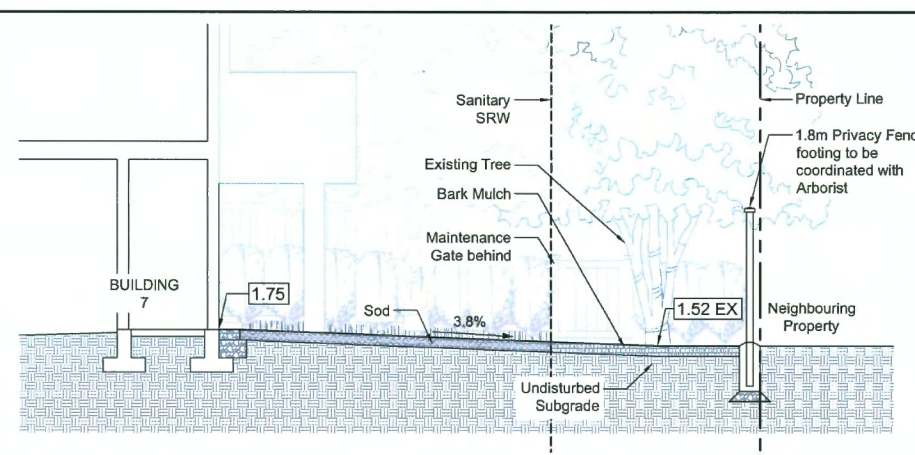 Sanitary
SRW
Property Line
1.8m Privacy Fenc
footing to be
coordinated with
Arborist
Existing Tree
Bark Mulch
Maintenance
Gate behind
BUILDING
7
1.75
Sod
3.8%
1.52 EX
Neighbouring
Property
Undisturbed
Subgrade